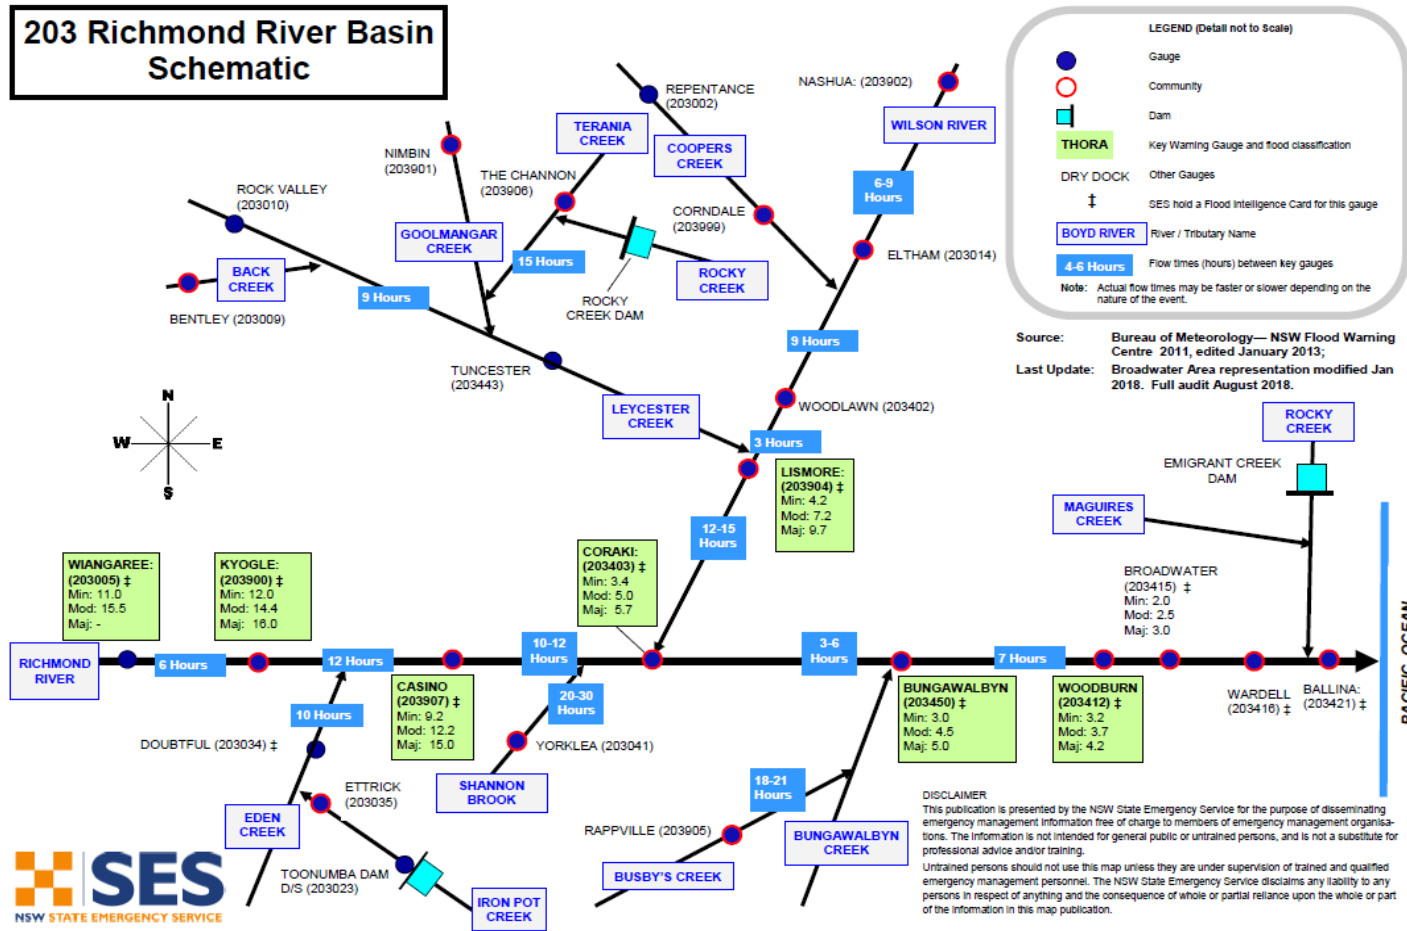 203 Richmond River Basin
Schematic
LEGEND (Detail not to Scale)
Gauge
Community
Dam
THORA
Key Warning Gauge and flood classification
DRY DOCK
Other Gauges
‡
SES hold a Flood Intelligence Card for this gauge
BOYD RIVER
River / Tributary Name
4-6 Hours
Flow times (hours) between key gauges
Note: Actual flow times may be faster or slower depending on the
nature of the event.
Source: Bureau of Meteorology— NSW Flood Warning
Centre 2011, edited January 2013;
Last Update: Broadwater Area representation modified Jan
2018. Full audit August 2018.
NASHUA: (203902)
WILSON RIVER
REPENTANCE
(203002)
COOPERS
CREEK
TERANIA
CREEK
NIMBIN
(203901)
THE CHANNON
(203906)
6-9
Hours
ROCK VALLEY
(203010)
CORNDALE
(203999)
GOOLMANGAR
CREEK
15 Hours
ELTHAM (203014)
BACK
CREEK
ROCKY
CREEK
9 Hours
ROCKY
CREEK DAM
BENTLEY (203009)
9 Hours
TUNCESTER
(203443)
LEYCESTER
CREEK
WOODLAWN (203402)
3 Hours
N
W
E
S
ROCKY
CREEK
EMIGRANT CREEK
DAM
MAGUIRES
CREEK
LISMORE:
(203904) ‡
Min: 4.2
Mod: 7.2
Maj: 9.7
12-15
Hours
WIANGAREE:
(203005) ‡
Min: 11.0
Mod: 15.5
Maj: -
KYOGLE:
(203900) ‡
Min: 12.0
Mod: 14.4
Maj: 16.0
CORAKI:
(203403) ‡
Min: 3.4
Mod: 5.0
Maj: 5.7
BROADWATER
(203415) ‡
Min: 2.0
Mod: 2.5
Maj: 3.0
PACIFIC OCEAN
RICHMOND
RIVER
6 Hours
12 Hours
10-12
Hours
3-6
Hours
7 Hours
CASINO
(203907) ‡
Min: 9.2
Mod: 12.2
Maj: 15.0
20-30
Hours
BUNGAWALBYN
(203450) ‡
Min: 3.0
Mod: 4.5
Maj: 5.0
WOODBURN
(203412) ‡
Min: 3.2
Mod: 3.7
Maj: 4.2
WARDELL
(203416) ‡
BALLINA:
(203421) ‡
10 Hours
DOUBTFUL (203034) ‡
YORKLEA (203041)
SHANNON
BROOK
ETTRICK
(203035)
EDEN
CREEK
18-21
Hours
RAPPVILLE (203905)
BUNGAWALBYN
CREEK
BUSBY'S CREEK
TOONUMBA DAM
D/S (203023)
IRON POT
CREEK
SES
NSW STATE EMERGENCY SERVICE
DISCLAIMER
This publication is presented by the NSW State Emergency Service for the purpose of disseminating
emergency management information free of charge to members of emergency management organisa-
tions. The information is not intended for general public or untrained persons, and is not a substitute for
professional advice and/or training.
Untrained persons should not use this map unless they are under supervision of trained and qualified
emergency management personnel. The NSW State Emergency Service disclaims any liability to any
persons in respect of anything and the consequence of whole or partial reliance upon the whole or part
of the information in this map publication.